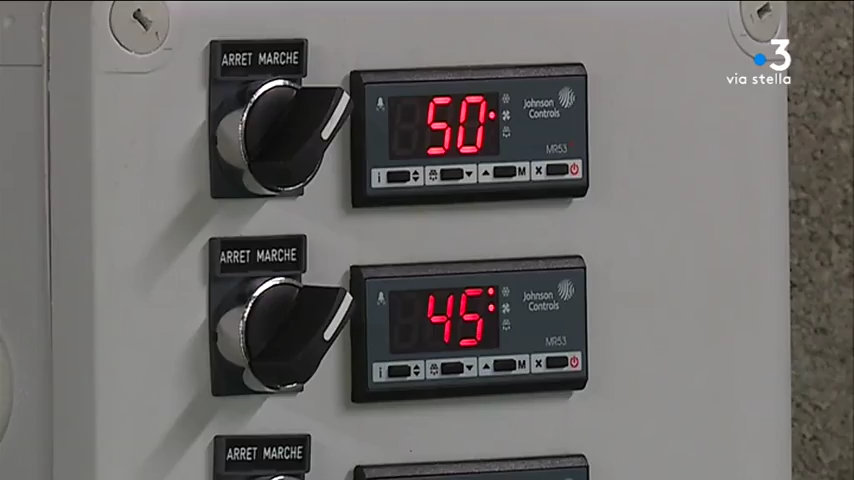 3
via stella
ARRET MARCHE
50
Johnson
Controls
MR53
i
M
ARRET MARCHE
45
Johnson
Controls
MR53
i
M
ARRET MARCHE